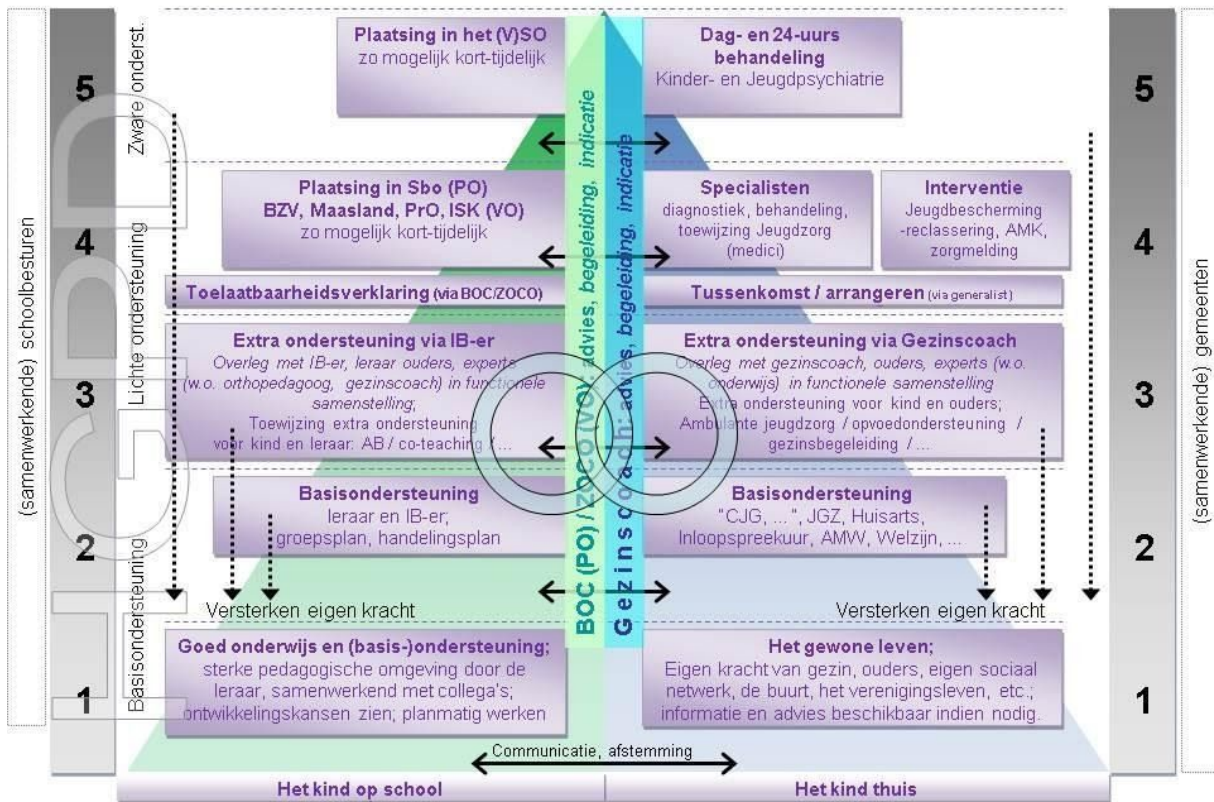 (samenwerkende) schoolbesturen
5
4
3
2
1
Zware onderst.
Lichte ondersteuning
Basisondersteuning
HGPD
Plaatsing in het (V)SO
zo mogelijk kort-tijdelijk
Plaatsing in Sbo (PO)
BZV, Maasland, PrO, ISK (VO)
zo mogelijk kort-tijdelijk
Toelaatbaarheidsverklaring (via BOC/ZOCO)
Extra ondersteuning via IB-er
Overleg met IB-er, leraar ouders, experts
(w.o. orthopedagoog, gezinscoach) in functionele
samenstelling;
Toewijzing extra ondersteuning
voor kind en leraar: AB / co-teaching / ...
Basisondersteuning
leraar en IB-er;
groepsplan, handelingsplan
Versterken eigen kracht
Goed onderwijs en (basis-)ondersteuning;
sterke pedagogische omgeving door de
leraar, samenwerkend met collega's;
ontwikkelingskansen zien; planmatig werken
BOC (PO) / ZOCO (VO): advies, begeleiding, indicatie
Gezinscoach: advies, begeleiding, indicatie
Dag- en 24-uurs
behandeling
Kinder- en Jeugdpsychiatrie
Specialisten
diagnostiek, behandeling,
toewijzing Jeugdzorg
(medici)
Interventie
Jeugdbescherming
-reclassering, AMK,
zorgmelding
Tussenkomst / arrangeren (via generalist)
Extra ondersteuning via Gezinscoach
Overleg met gezinscoach, ouders, experts (w.o.
onderwijs) in functionele samenstelling
Extra ondersteuning voor kind en ouders;
Ambulante jeugdzorg / opvoedondersteuning /
gezinsbegeleiding / ...
Basisondersteuning
"CJG, ... ", JGZ, Huisarts,
Inloopspreekuur, AMW, Welzijn, ...
Versterken eigen kracht
Het gewone leven;
Eigen kracht van gezin, ouders, eigen sociaal
netwerk, de buurt, het verenigingsleven, etc.;
informatie en advies beschikbaar indien nodig.
5
4
3
2
1
(samenwerkende) gemeenten
Communicatie, afstemming
Het kind op school
Het kind thuis